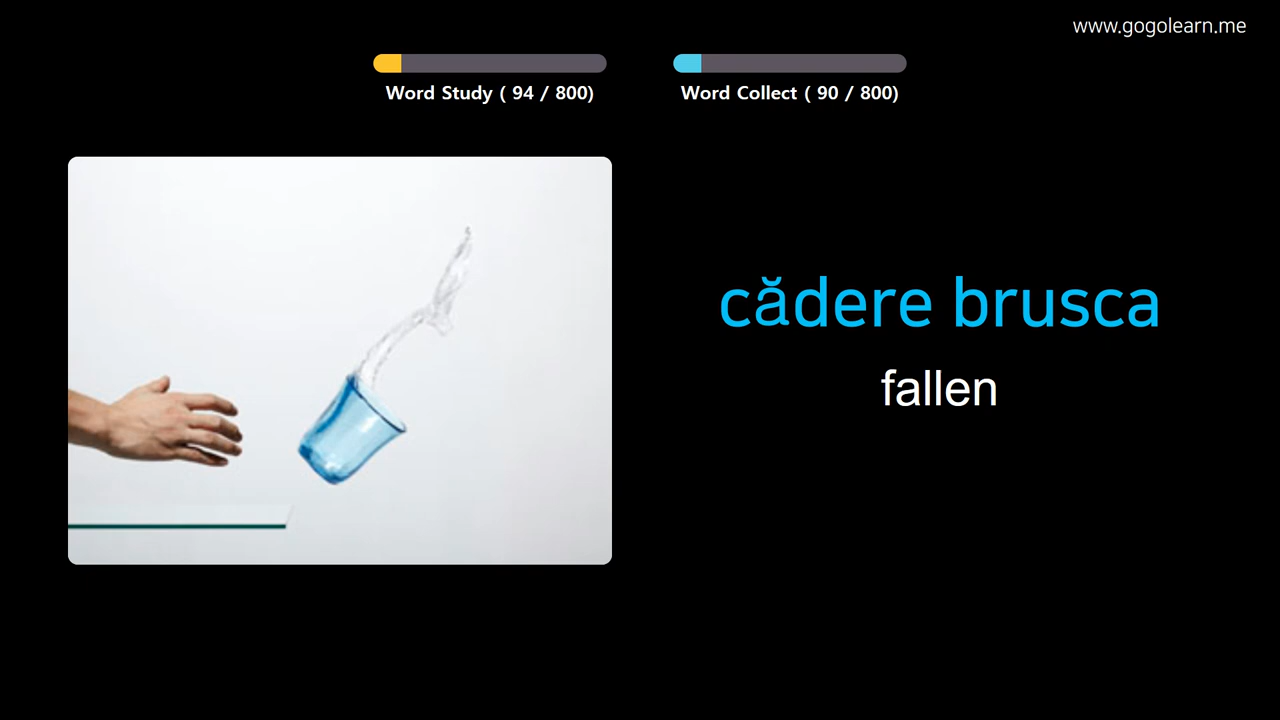 www.gogolearn.me
Word Study ( 94 / 800)
Word Collect ( 90 / 800)
cădere brusca
fallen